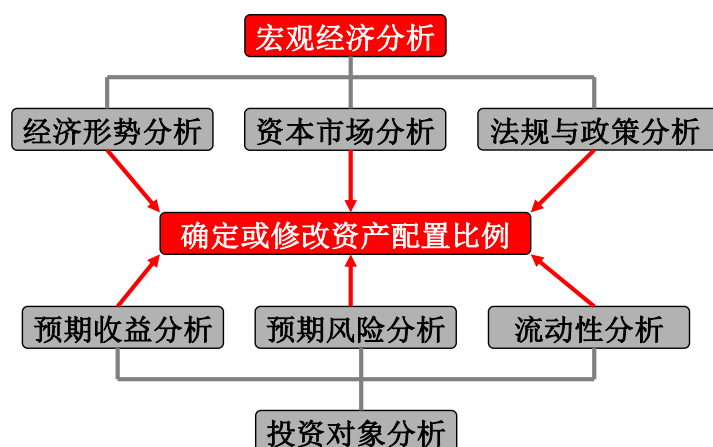 宏观经济分析
经济形势分析
资本市场分析
法规与政策分析
确定或修改资产配置比例
预期收益分析
预期风险分析
流动性分析
投资对象分析